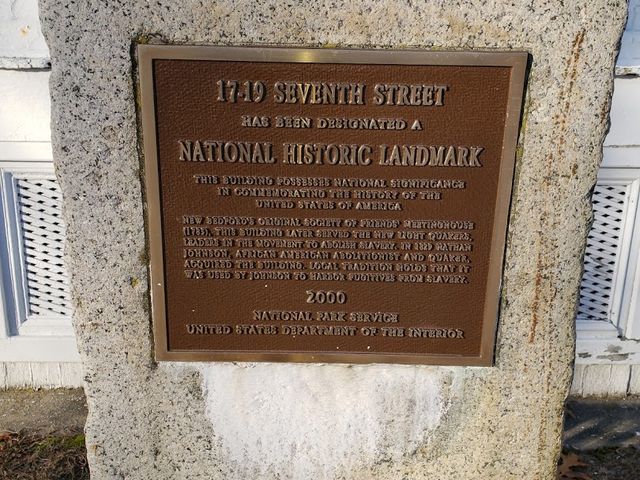 17-19 SEVENTH STREET
HAS BEEN DESIGNATED A
NATIONAL HISTORIC LANDMARK
THIS BUILDING POSSESSES NATIONAL SIGNIFICANCE
IN COMMEMORATING THE HISTORY OF THE
UNITED STATES OF AMERICA
NEW BEDFORD'S ORIGINAL SOCIETY OF FRIENDS' MEETINGHOUSE
(1785), THIS BUILDING LATER SERVED THE NEW LIGHT QUAKERS,
LEADERS IN THE MOVEMENT TO ABOLISH SLAVERY. IN 1829 NATHAN
JOHNSON, AFRICAN AMERICAN ABOLITIONIST AND QUAKER,
ACQUIRED THE BUILDING. LOCAL TRADITION HOLDS THAT IT
WAS USED BY JOHNSON TO HARBOR FUGITIVES FROM SLAVERY.
2000
NATIONAL PARK SERVICE
UNITED STATES DEPARTMENT OF THE INTERIOR